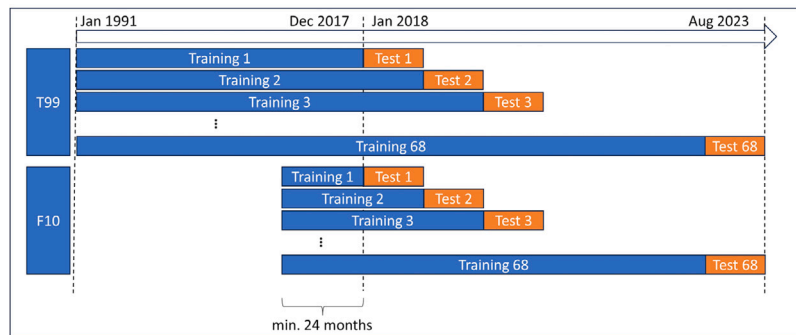 Jan 1991 Dec 2017 Jan 2018 Aug 2023
T99
Training 1 Test 1
Training 2 Test 2
Training 3 Test 3
⋮
Training 68 Test 68
F10
Training 1 Test 1
Training 2 Test 2
Training 3 Test 3
⋮
Training 68 Test 68
min. 24 months